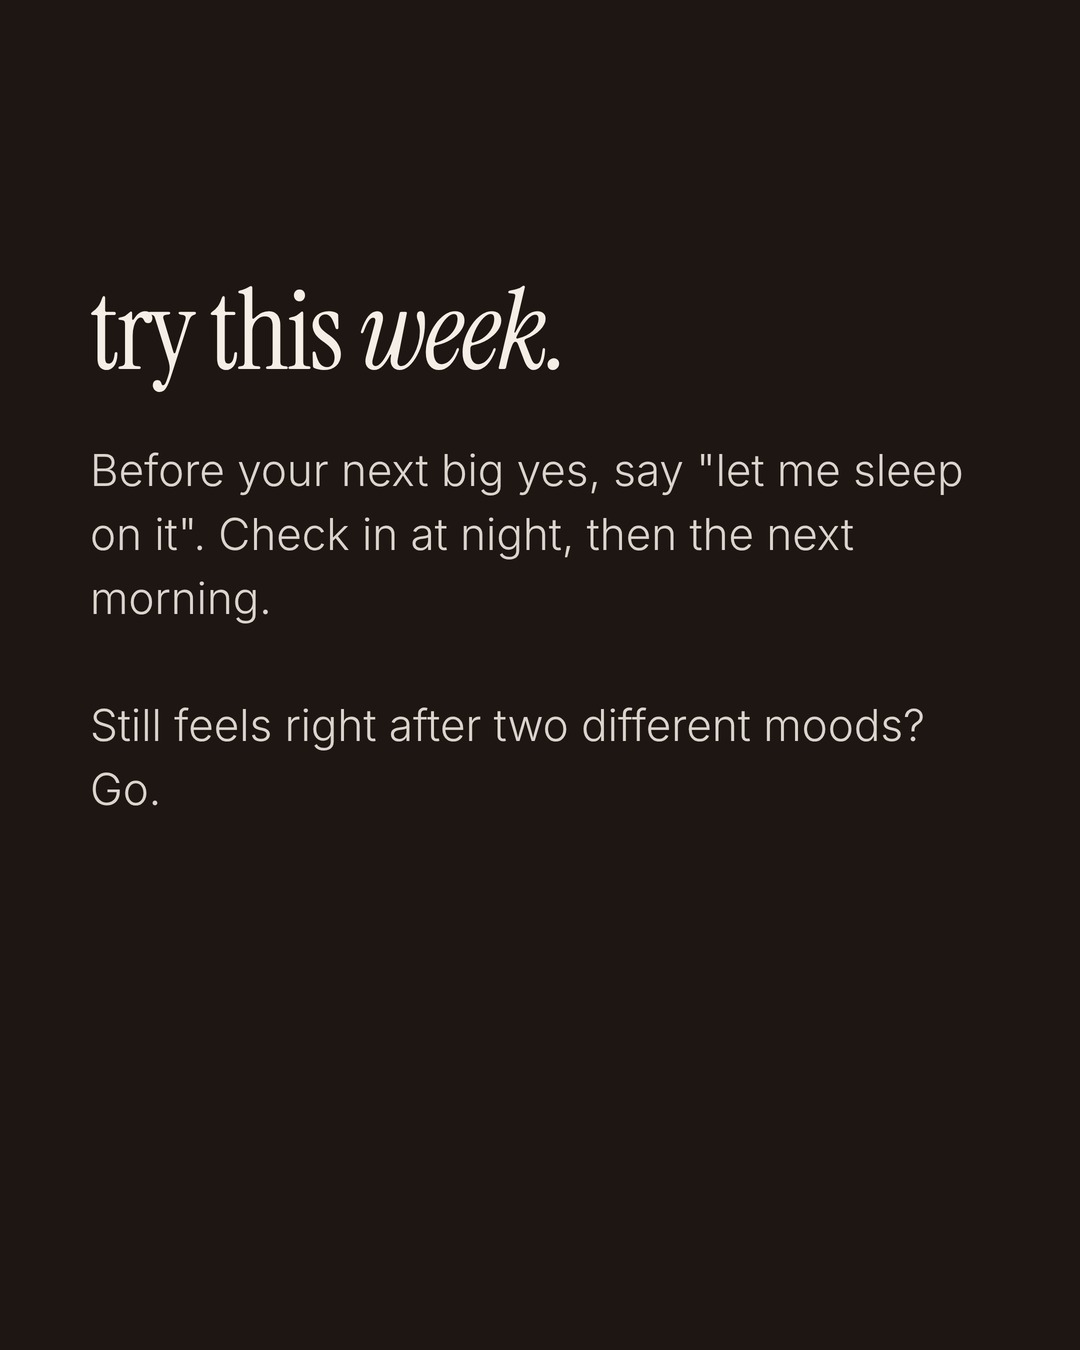 try this week.
Before your next big yes, say "let me sleep
on it". Check in at night, then the next
morning.
Still feels right after two different moods?
Go.